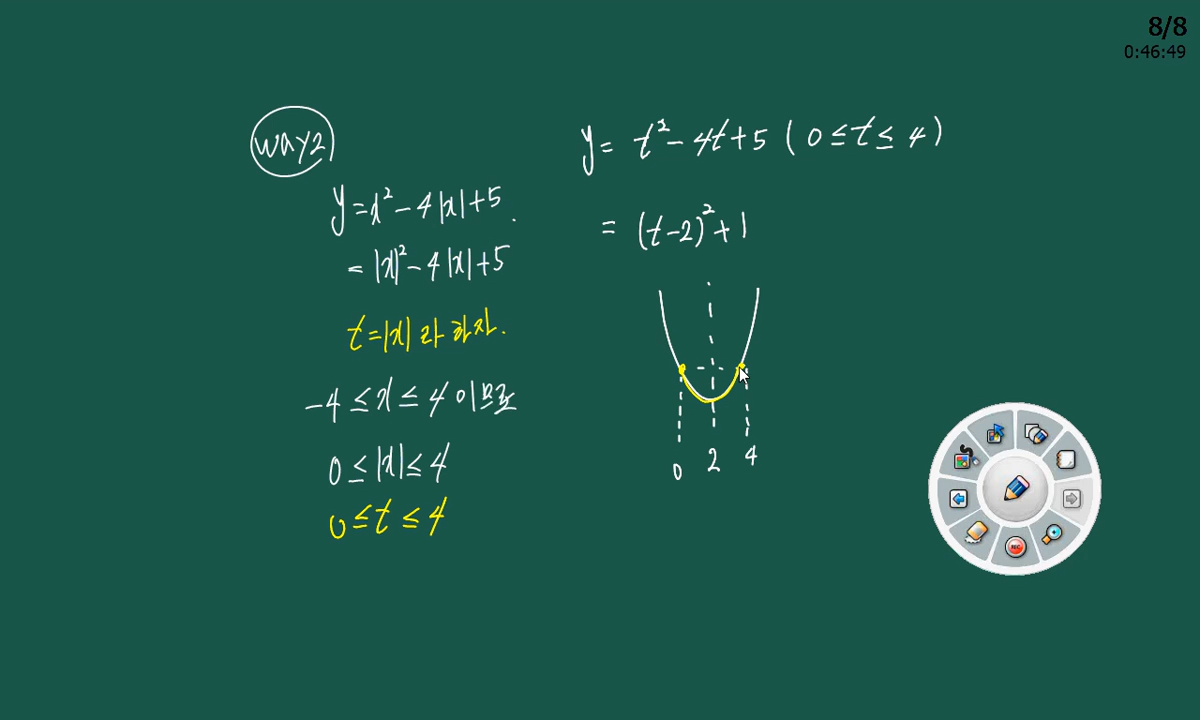 8/8
0:46:49
way2
y = x² - 4|x| + 5.
= |x|² - 4|x| + 5
t = |x| 라 하자.
-4 ≤ x ≤ 4 이므로
0 ≤ |x| ≤ 4
0 ≤ t ≤ 4
y = t² - 4t + 5 ( 0 ≤ t ≤ 4 )
= (t - 2)² + 1
0 2 4
REC